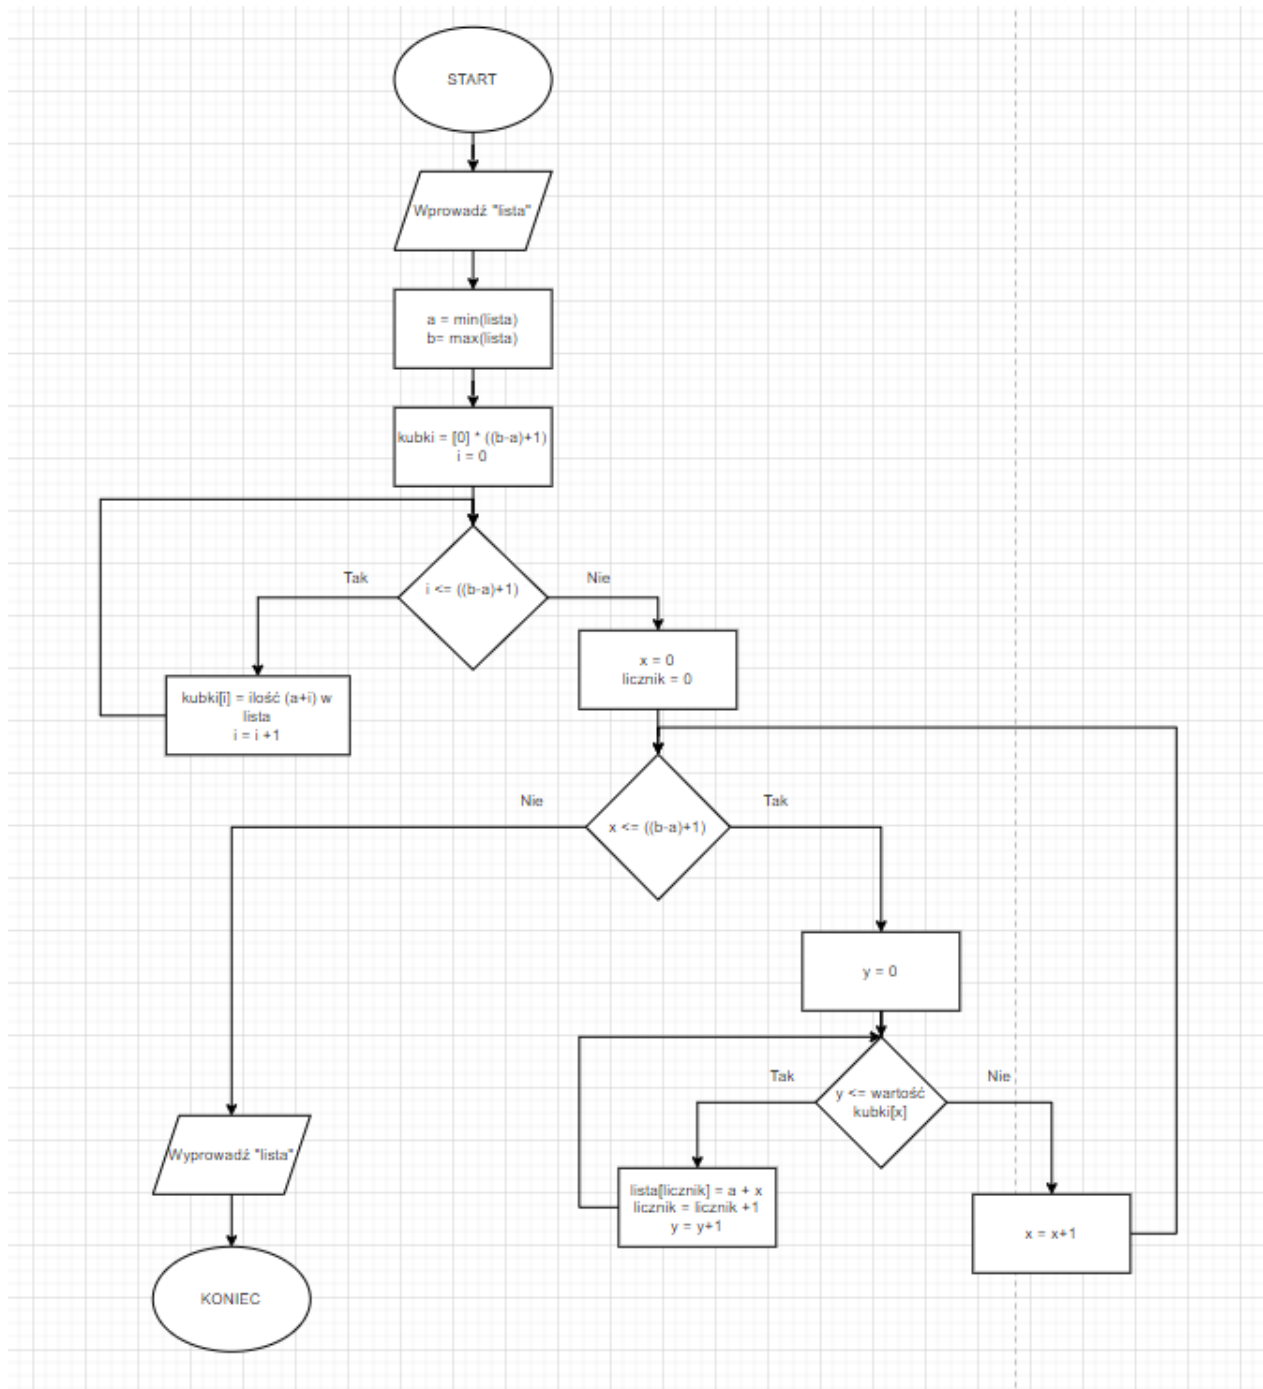 START
Wprowadź "lista"
a = min(lista)
b= max(lista)
kubki = [0] * ((b-a)+1)
i = 0
i <= ((b-a)+1)
Tak
Nie
kubki[i] = ilość (a+i) w
lista
i = i +1
x = 0
licznik = 0
x <= ((b-a)+1)
Nie
Tak
y = 0
y <= wartość
kubki[x]
Tak
Nie
lista[licznik] = a + x
licznik = licznik +1
y = y+1
x = x+1
Wyprowadź "lista"
KONIEC